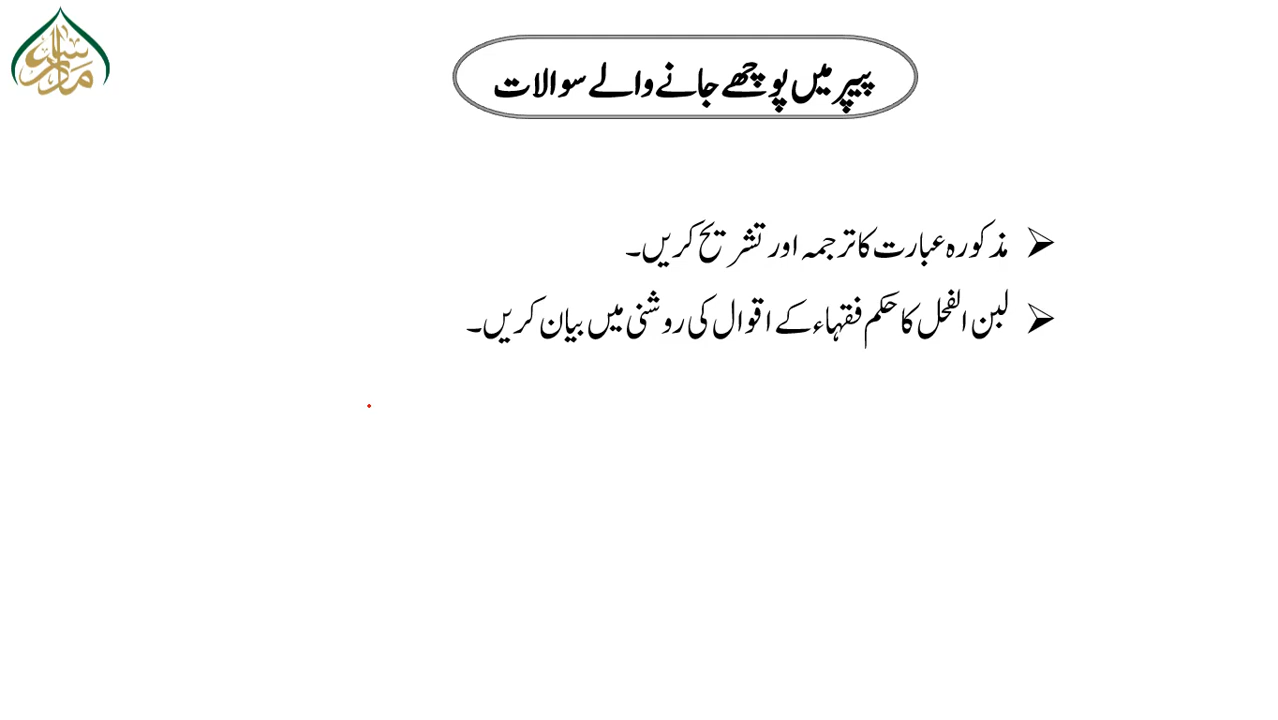 پیپر میں پوچھے جانے والے سوالات
مذکورہ عبارت کا ترجمہ اور تشریح کریں۔
لبن الفحل کا حکم فقہاء کے اقوال کی روشنی میں بیان کریں۔